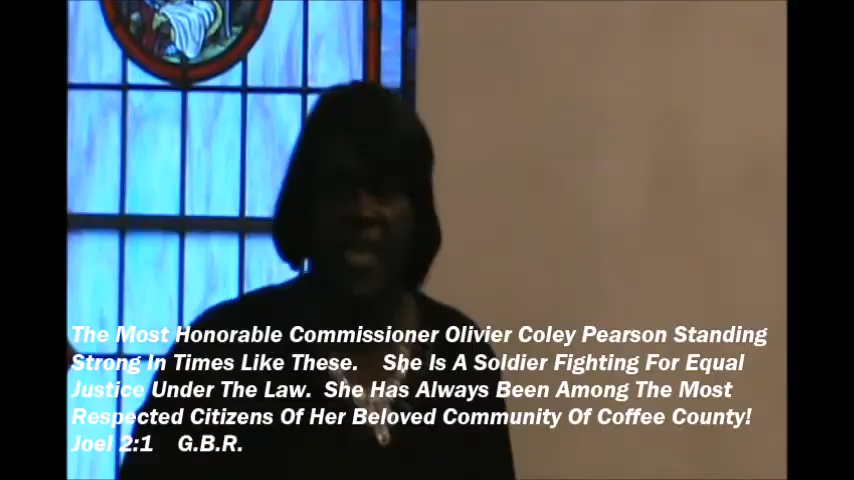 The Most Honorable Commissioner Olivier Coley Pearson Standing
Strong In Times Like These. She Is A Soldier Fighting For Equal
Justice Under The Law. She Has Always Been Among The Most
Respected Citizens Of Her Beloved Community Of Coffee County!
Joel 2:1 G.B.R.